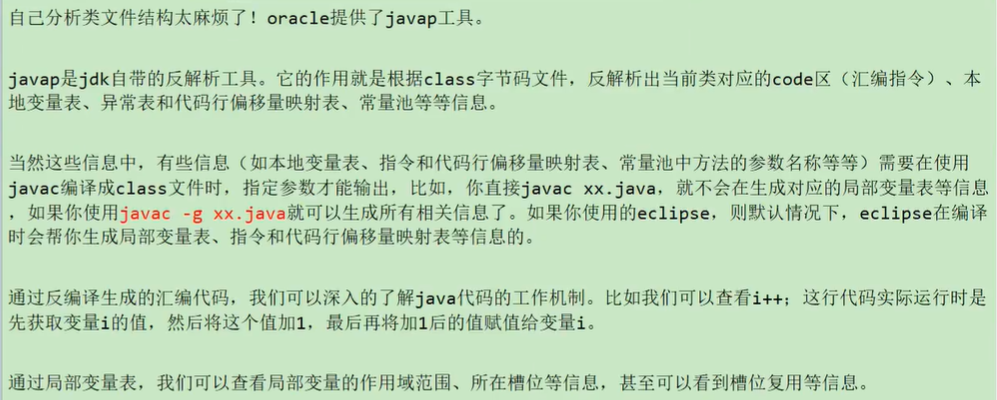 自己分析类文件结构太麻烦了！oracle提供了javap工具。
javap是jdk自带的反解析工具。它的作用就是根据class字节码文件，反解析出当前类对应的code区（汇编指令）、本
地变量表、异常表和代码行偏移量映射表、常量池等等信息。
当然这些信息中，有些信息（如本地变量表、指令和代码行偏移量映射表、常量池中方法的参数名称等等）需要在使用
javac编译成class文件时，指定参数才能输出，比如，你直接javac xx.java，就不会在生成对应的局部变量表等信息
，如果你使用javac -g xx.java就可以生成所有相关信息了。如果你使用的eclipse，则默认情况下，eclipse在编译
时会帮你生成局部变量表、指令和代码行偏移量映射表等信息的。
通过反编译生成的汇编代码，我们可以深入的了解java代码的工作机制。比如我们可以查看i++；这行代码实际运行时是
先获取变量i的值，然后将这个值加1，最后再将加1后的值赋值给变量i。
通过局部变量表，我们可以查看局部变量的作用域范围、所在槽位等信息，甚至可以看到槽位复用等信息。